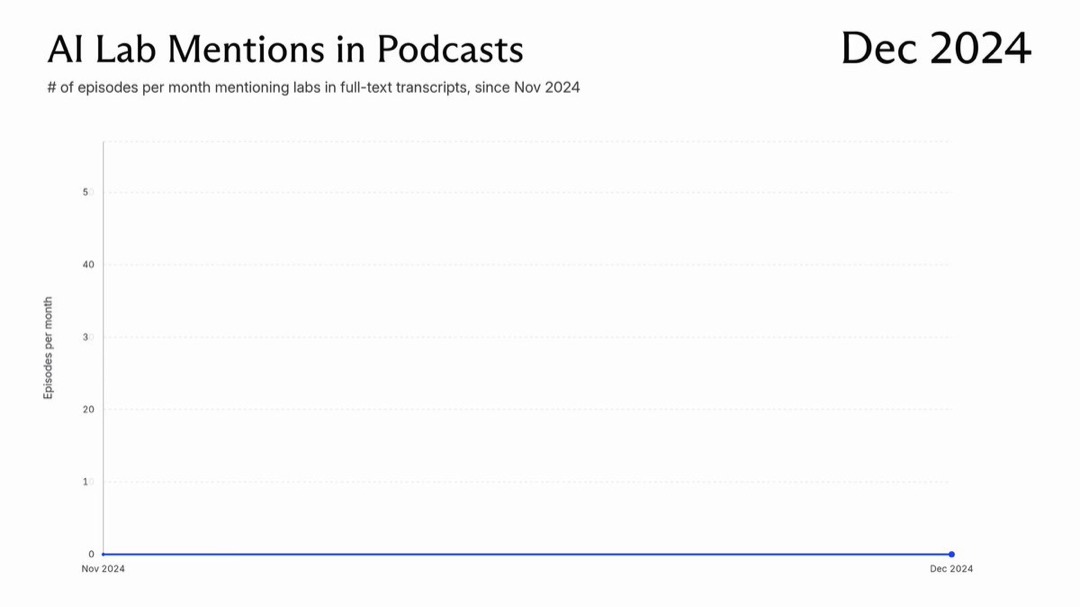 AI Lab Mentions in Podcasts
Dec 2024
# of episodes per month mentioning labs in full-text transcripts, since Nov 2024
Episodes per month
5
40
3
20
1
0
Nov 2024
Dec 2024